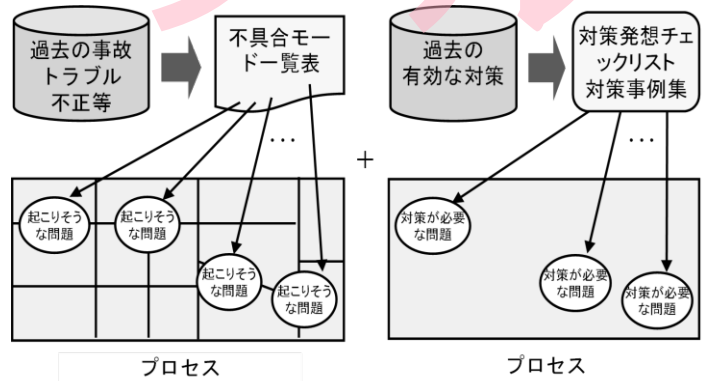 過去の事故
トラブル
不正等
不具合モー
ド一覧表
過去の
有効な対策
対策発想チェ
ックリスト
対策事例集
…
…
+
起こりそう
な問題
起こりそう
な問題
起こりそう
な問題
起こりそう
な問題
対策が必要
な問題
対策が必要
な問題
対策が必要
な問題
プロセス
プロセス